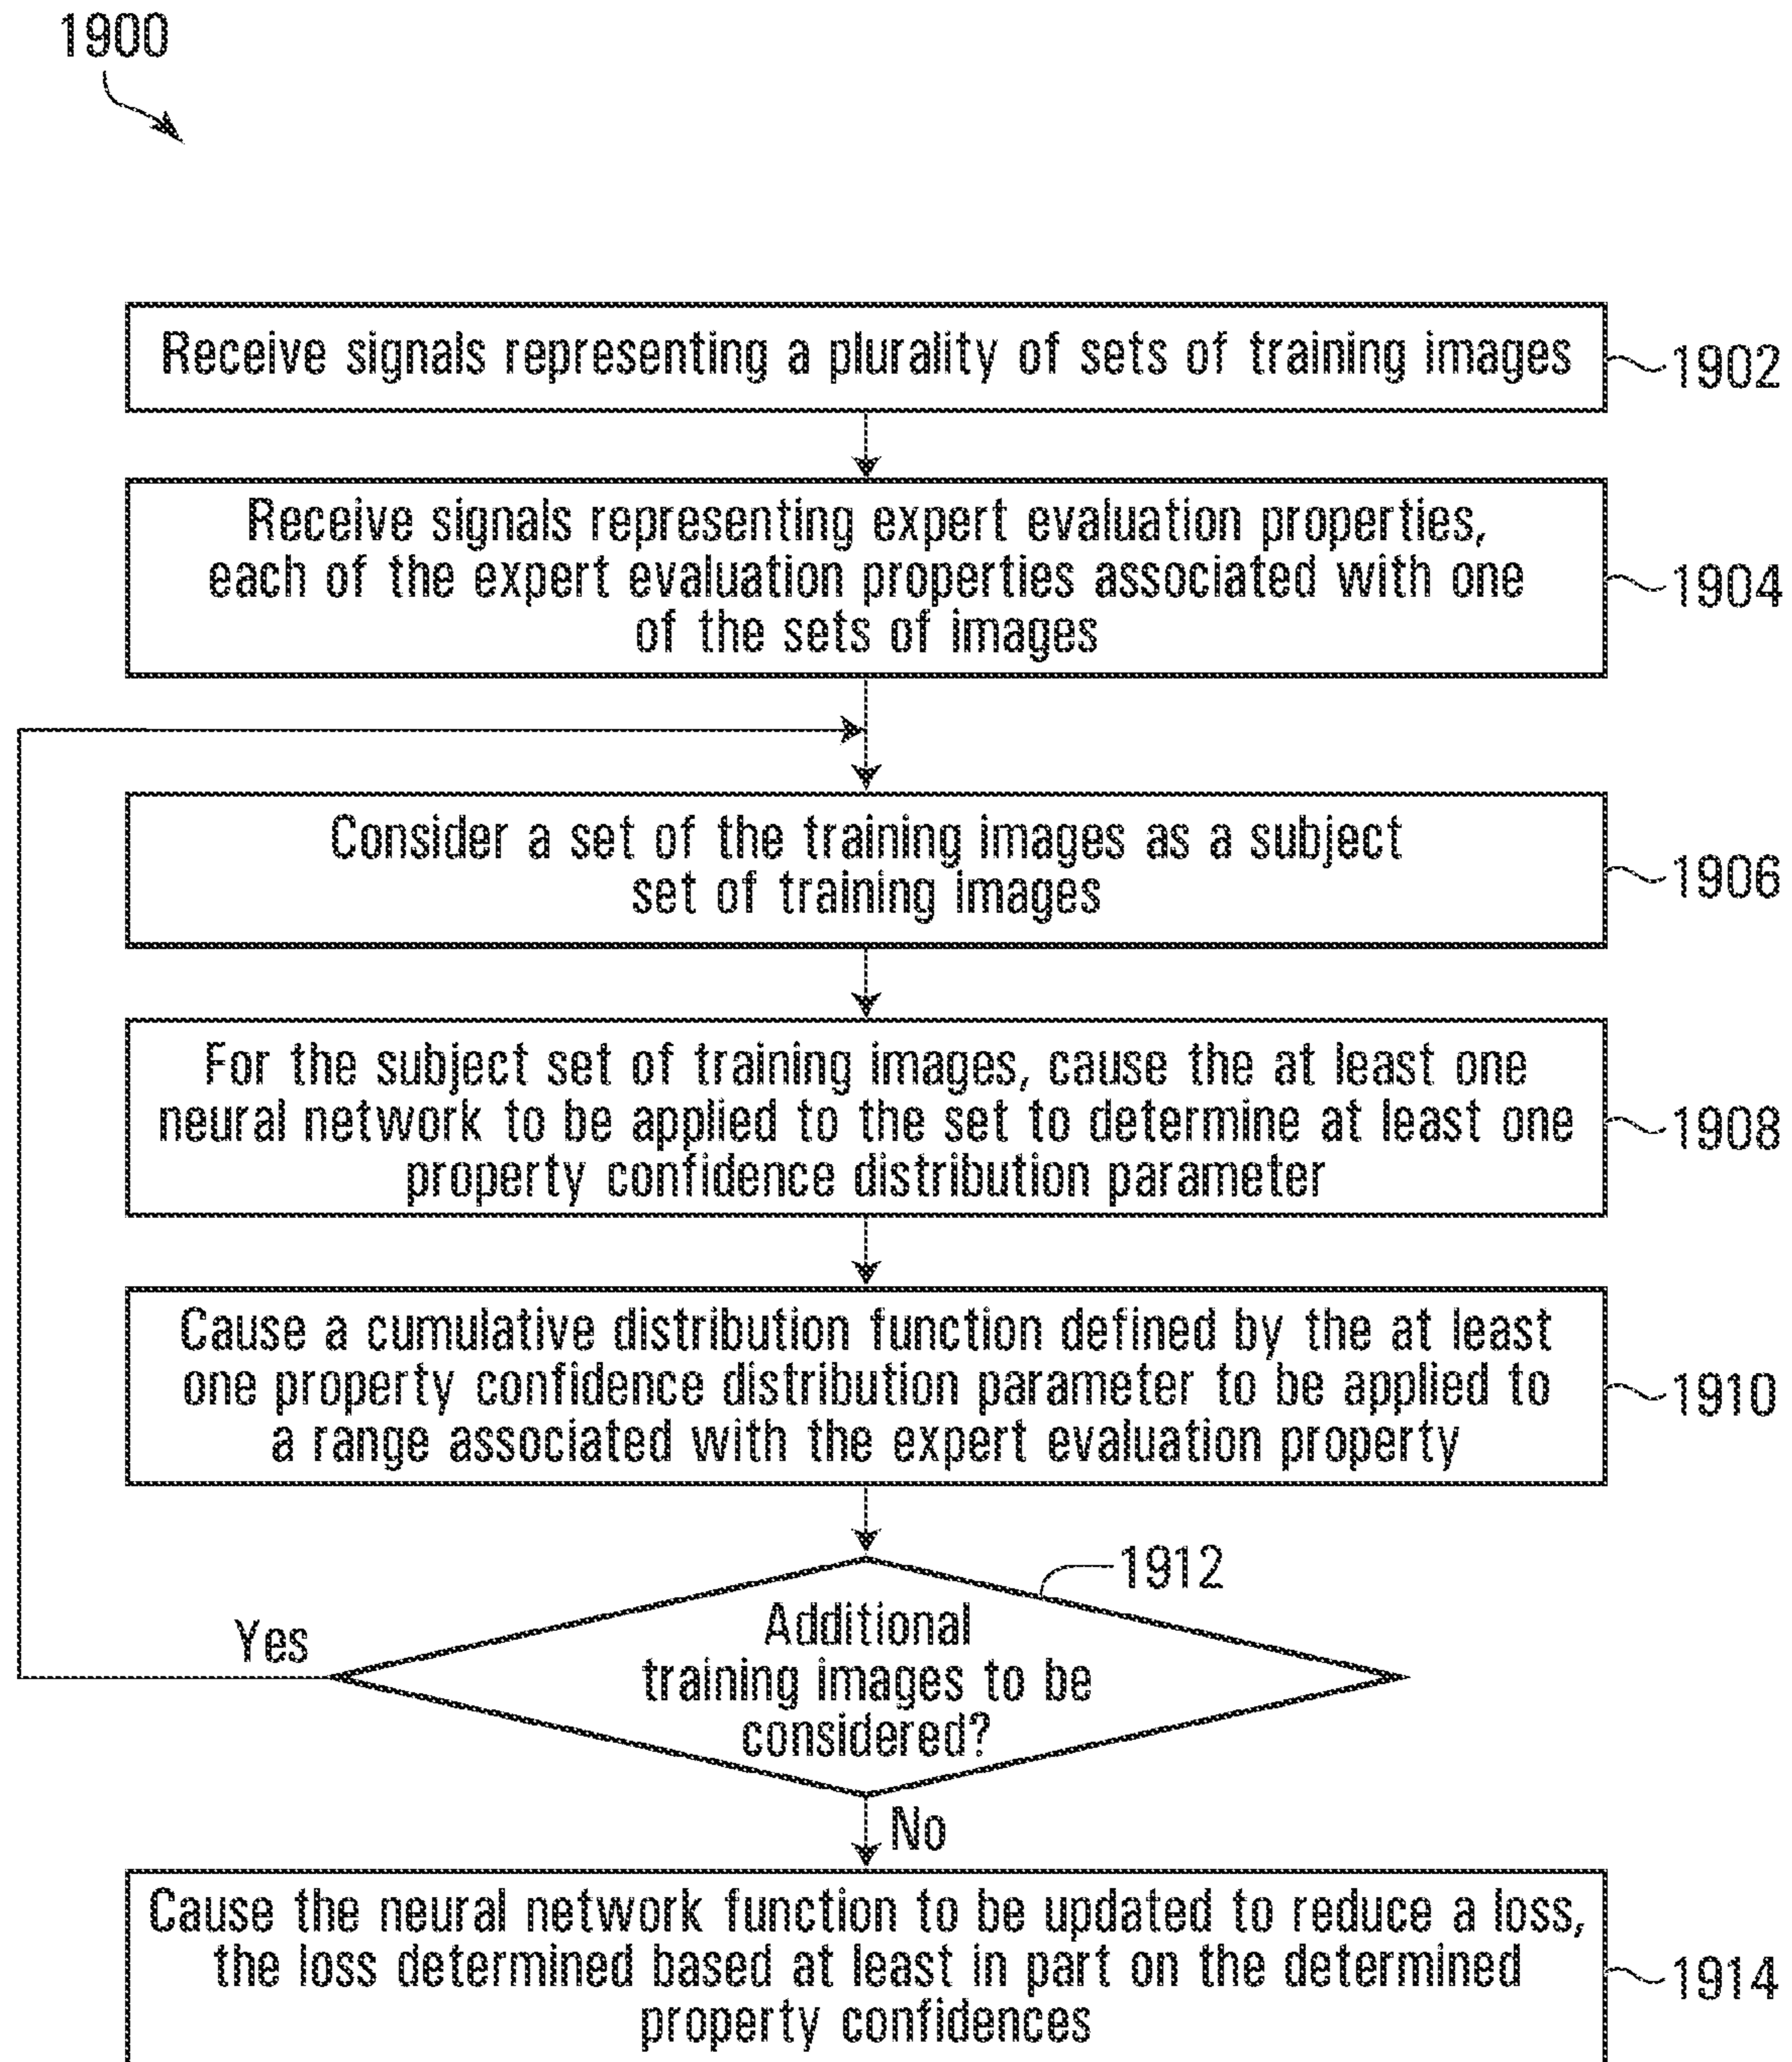 1900
Receive signals representing a plurality of sets of training images
1902
Receive signals representing expert evaluation properties,
each of the expert evaluation properties associated with one
of the sets of images
1904
Consider a set of the training images as a subject
set of training images
1906
For the subject set of training images, cause the at least one
neural network to be applied to the set to determine at least one
property confidence distribution parameter
1908
Cause a cumulative distribution function defined by the at least
one property confidence distribution parameter to be applied to
a range associated with the expert evaluation property
1910
1912
Additional
training images to be
considered?
Yes
No
Cause the neural network function to be updated to reduce a loss,
the loss determined based at least in part on the determined
property confidences
1914